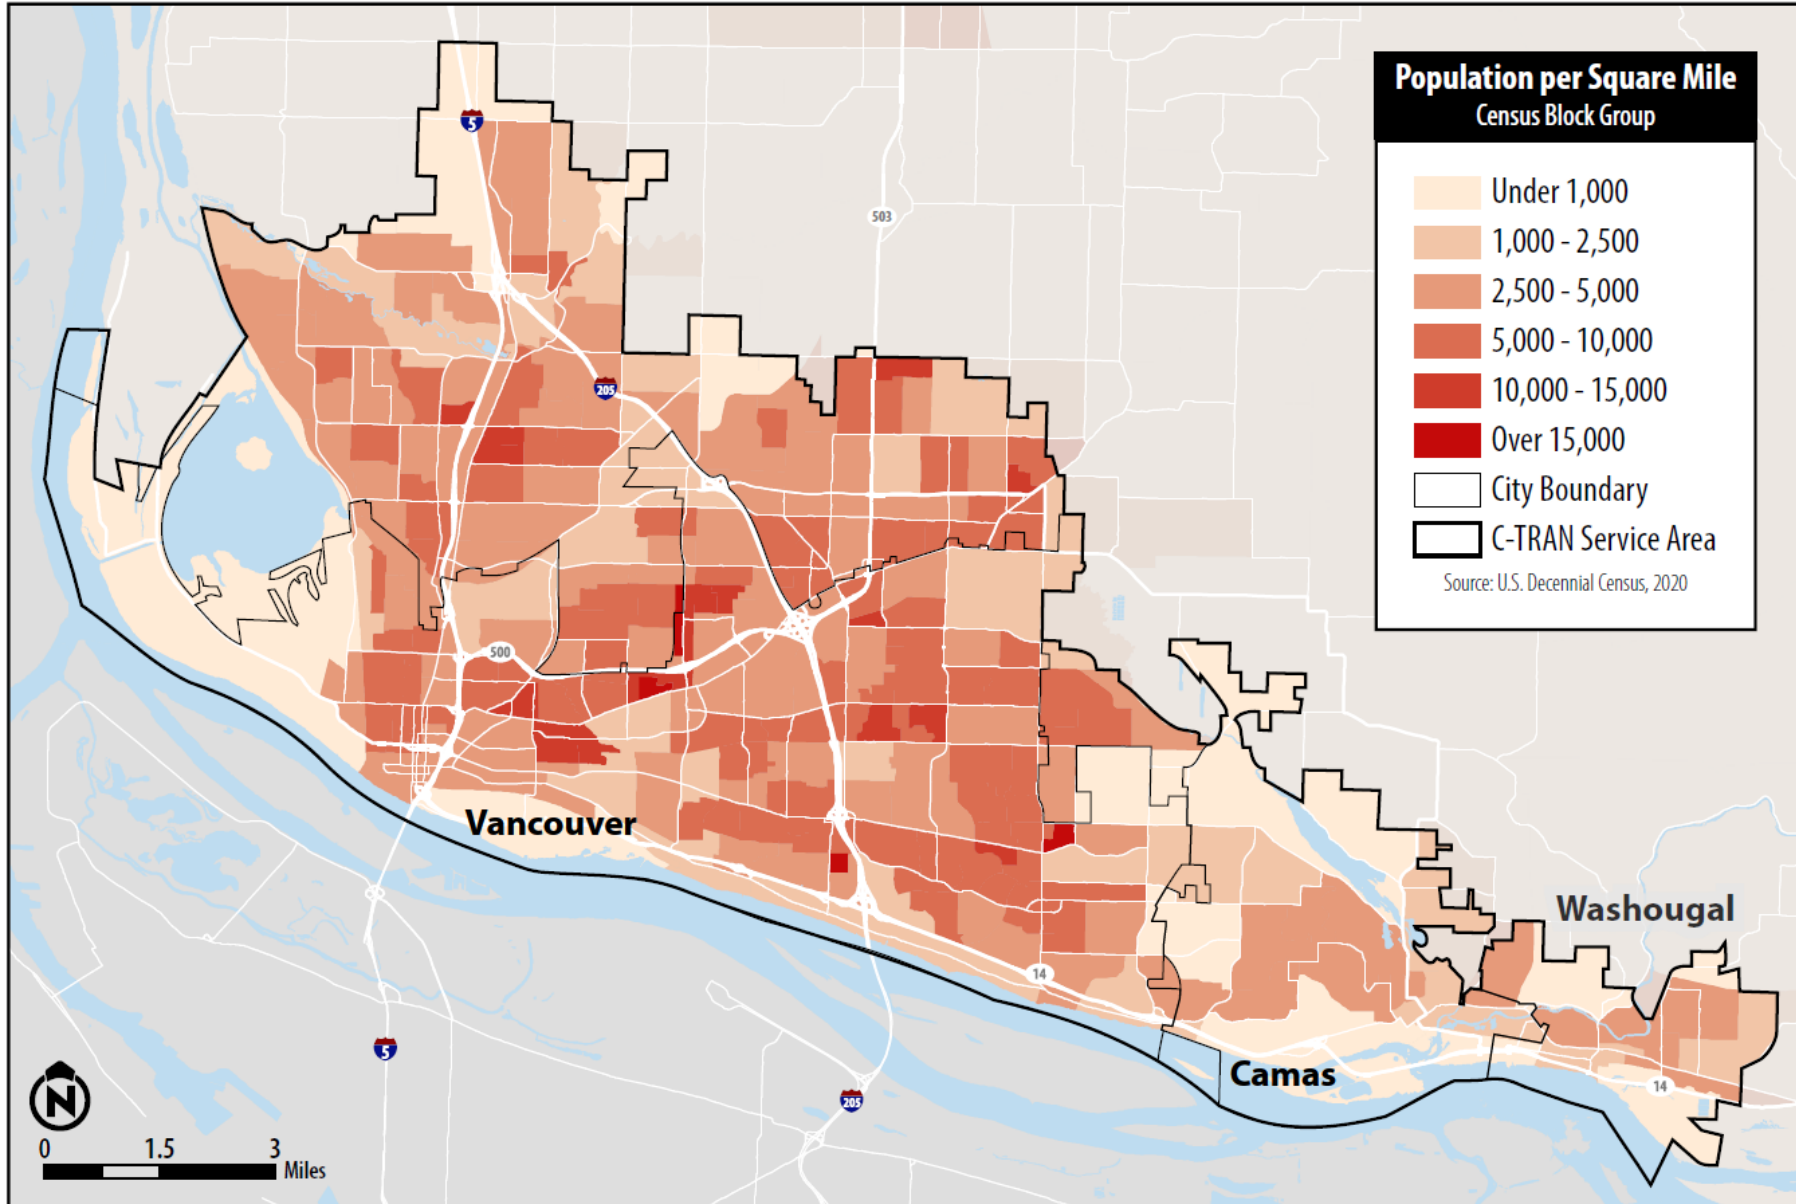 Population per Square Mile
Census Block Group
Under 1,000
1,000 - 2,500
2,500 - 5,000
5,000 - 10,000
10,000 - 15,000
Over 15,000
City Boundary
C-TRAN Service Area
Source: U.S. Decennial Census, 2020
5
503
205
500
Vancouver
Washougal
14
Camas
14
5
205
N
0 1.5 3
Miles